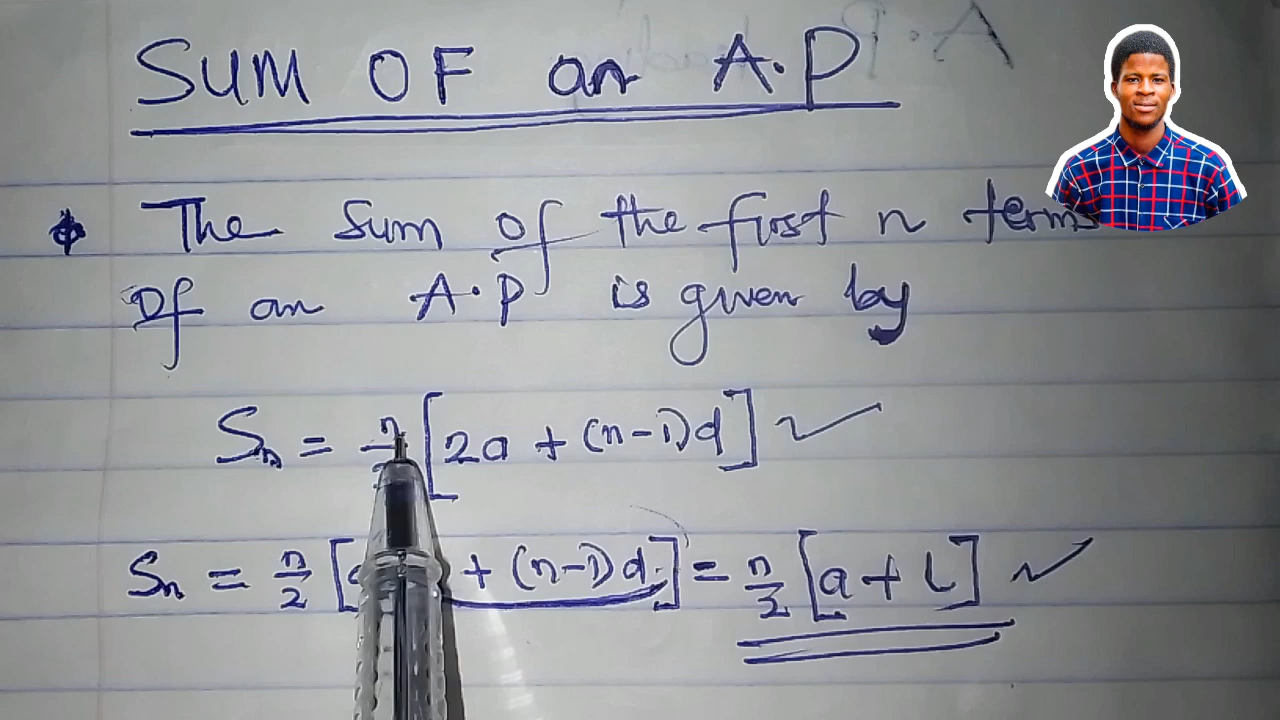 A.P
SUM OF an A.P
The Sum of the first n terms
Of an A.P is given by
Sn = n/2 [2a + (n-1)d]
Sn = n/2 [ + (n-1)d] = n/2 [a + L]